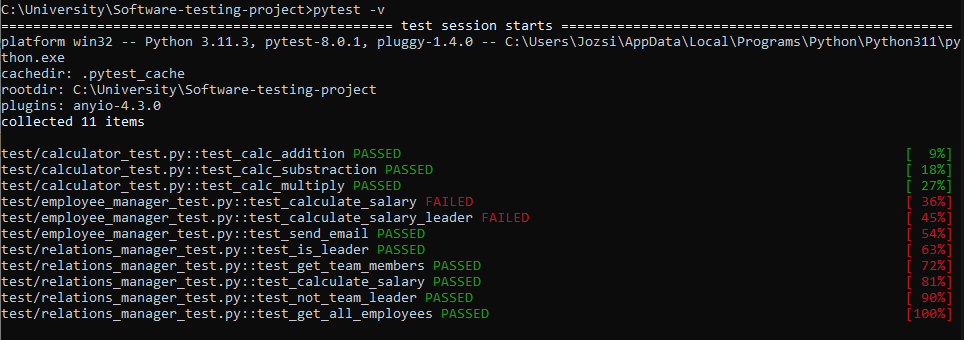 C:\University\Software-testing-project>pytest -v
================================================= test session starts =================================================
platform win32 -- Python 3.11.3, pytest-8.0.1, pluggy-1.4.0 -- C:\Users\Jozsi\AppData\Local\Programs\Python\Python311\py
thon.exe
cachedir: .pytest_cache
rootdir: C:\University\Software-testing-project
plugins: anyio-4.3.0
collected 11 items

test/calculator_test.py::test_calc_addition PASSED [  9%]
test/calculator_test.py::test_calc_substraction PASSED [ 18%]
test/calculator_test.py::test_calc_multiply PASSED [ 27%]
test/employee_manager_test.py::test_calculate_salary FAILED [ 36%]
test/employee_manager_test.py::test_calculate_salary_leader FAILED [ 45%]
test/employee_manager_test.py::test_send_email PASSED [ 54%]
test/relations_manager_test.py::test_is_leader PASSED [ 63%]
test/relations_manager_test.py::test_get_team_members PASSED [ 72%]
test/relations_manager_test.py::test_calculate_salary PASSED [ 81%]
test/relations_manager_test.py::test_not_team_leader PASSED [ 90%]
test/relations_manager_test.py::test_get_all_employees PASSED [100%]